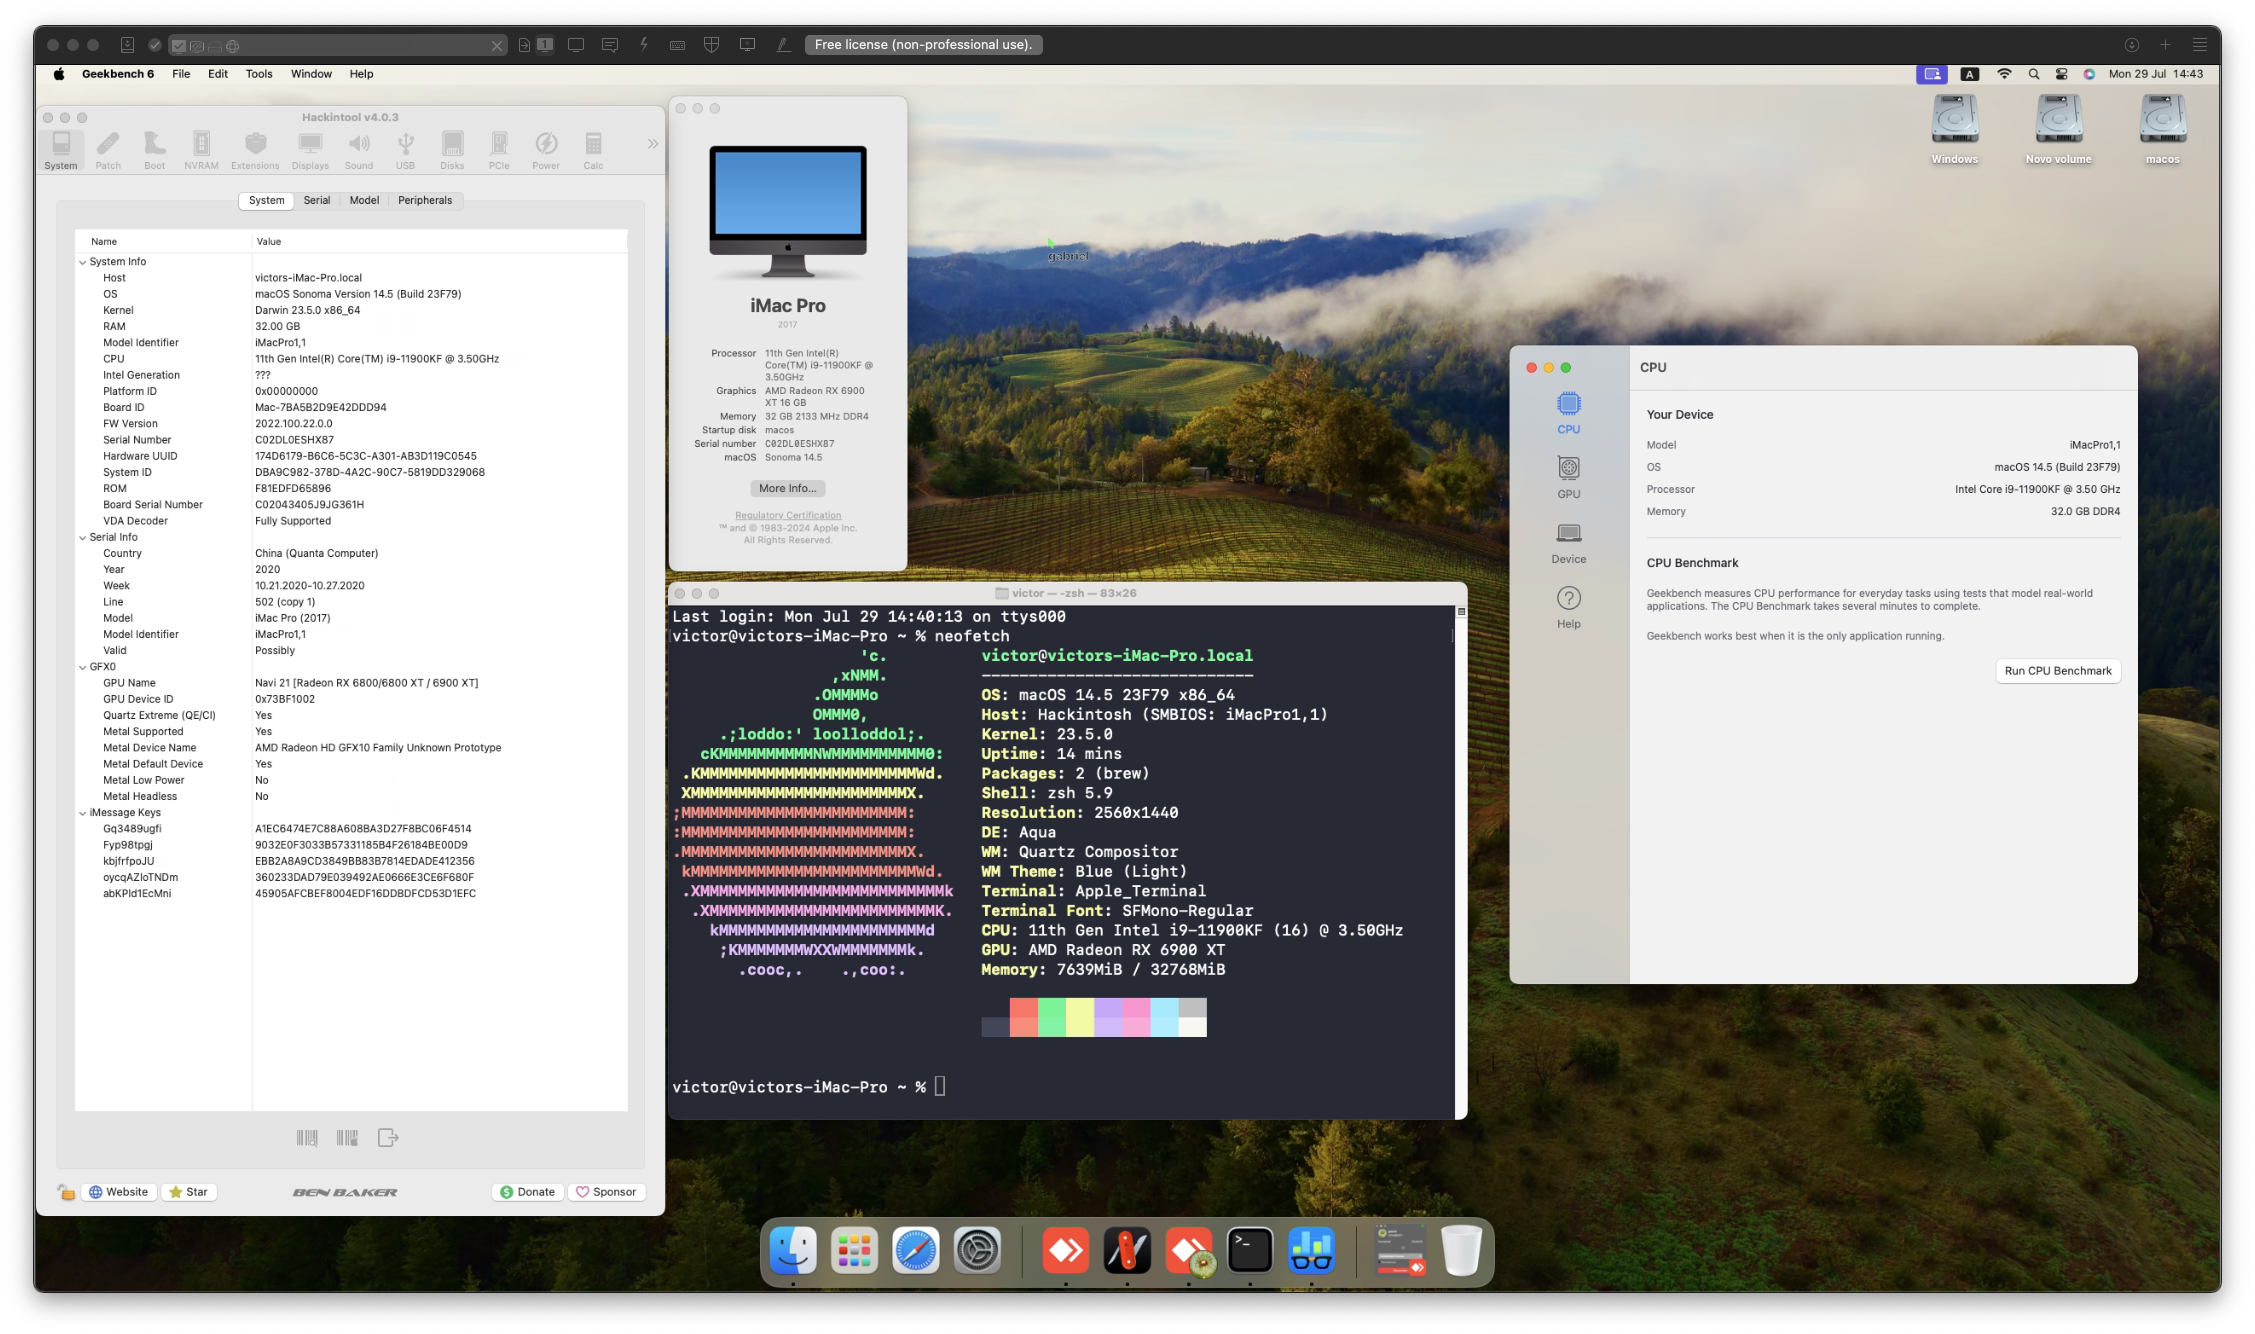 1
Free license (non-professional use).
Geekbench 6 File Edit Tools Window Help
A
Mon 29 Jul 14:43
Windows
Novo volume
macos
Hackintool v4.0.3
System Patch Boot NVRAM Extensions Displays Sound USB Disks PCIe Power Calc
System Serial Model Peripherals
Name Value
System Info
Host victors-iMac-Pro.local
OS macOS Sonoma Version 14.5 (Build 23F79)
Kernel Darwin 23.5.0 x86_64
RAM 32.00 GB
Model Identifier iMacPro1,1
CPU 11th Gen Intel(R) Core(TM) i9-11900KF @ 3.50GHz
Intel Generation ???
Platform ID 0x00000000
Board ID Mac-7BA5B2D9E42DDD94
FW Version 2022.100.22.0.0
Serial Number C02DL0ESHX87
Hardware UUID 174D6179-B6C6-5C3C-A301-AB3D119C0545
System ID DBA9C982-378D-4A2C-90C7-5819DD329068
ROM F81EDFD65896
Board Serial Number C02043405J9JG361H
VDA Decoder Fully Supported
Serial Info
Country China (Quanta Computer)
Year 2020
Week 10.21.2020-10.27.2020
Line 502 (copy 1)
Model iMac Pro (2017)
Model Identifier iMacPro1,1
Valid Possibly
GFX0
GPU Name Navi 21 [Radeon RX 6800/6800 XT / 6900 XT]
GPU Device ID 0x73BF1002
Quartz Extreme (QE/CI) Yes
Metal Supported Yes
Metal Device Name AMD Radeon HD GFX10 Family Unknown Prototype
Metal Default Device Yes
Metal Low Power No
Metal Headless No
iMessage Keys
Gq3489ugfi A1EC6474E7C88A608BA3D27F8BC06F4514
Fyp98tpgj 9032E0F3033B57331185B4F26184BE00D9
kbjfrfpoJU EBB2A8A9CD3849BB83B7814EDADE412356
oycqAZloTNDm 360233DAD79E039492AE0666E3CE6F680F
abKPld1EcMni 45905AFCBEF8004EDF16DDBDFCD53D1EFC
Website Star BEN BAKER Donate Sponsor
iMac Pro
2017
Processor 11th Gen Intel(R)
Core(TM) i9-11900KF @
3.50GHz
Graphics AMD Radeon RX 6900
XT 16 GB
Memory 32 GB 2133 MHz DDR4
Startup disk macos
Serial number C02DL0ESHX87
macOS Sonoma 14.5
More Info...
Regulatory Certification
™ and © 1983-2024 Apple Inc.
All Rights Reserved.
gabriel
victor — -zsh — 83×26
Last login: Mon Jul 29 14:40:13 on ttys000
victor@victors-iMac-Pro ~ % neofetch
'c. victor@victors-iMac-Pro.local
,xNMM. -----------------------------
.OMMMMo OS: macOS 14.5 23F79 x86_64
OMMM0, Host: Hackintosh (SMBIOS: iMacPro1,1)
.;loddo:' loolloddol;. Kernel: 23.5.0
cKMMMMMMMMMMNWMMMMMMMMMM0: Uptime: 14 mins
.KMMMMMMMMMMMMMMMMMMMMMMMWd. Packages: 2 (brew)
XMMMMMMMMMMMMMMMMMMMMMMMX. Shell: zsh 5.9
;MMMMMMMMMMMMMMMMMMMMMMMM: Resolution: 2560x1440
:MMMMMMMMMMMMMMMMMMMMMMMM: DE: Aqua
.MMMMMMMMMMMMMMMMMMMMMMMMX. WM: Quartz Compositor
kMMMMMMMMMMMMMMMMMMMMMMMMWd. WM Theme: Blue (Light)
.XMMMMMMMMMMMMMMMMMMMMMMMMMMk Terminal: Apple_Terminal
.XMMMMMMMMMMMMMMMMMMMMMMMMK. Terminal Font: SFMono-Regular
kMMMMMMMMMMMMMMMMMMMMMMd CPU: 11th Gen Intel i9-11900KF (16) @ 3.50GHz
;KMMMMMMMWXXWMMMMMMMk. GPU: AMD Radeon RX 6900 XT
.cooc,. .,coo:. Memory: 7639MiB / 32768MiB
victor@victors-iMac-Pro ~ %
CPU
GPU
Device
Help
CPU
Your Device
Model iMacPro1,1
OS macOS 14.5 (Build 23F79)
Processor Intel Core i9-11900KF @ 3.50 GHz
Memory 32.0 GB DDR4
CPU Benchmark
Geekbench measures CPU performance for everyday tasks using tests that model real-world
applications. The CPU Benchmark takes several minutes to complete.
Geekbench works best when it is the only application running.
Run CPU Benchmark